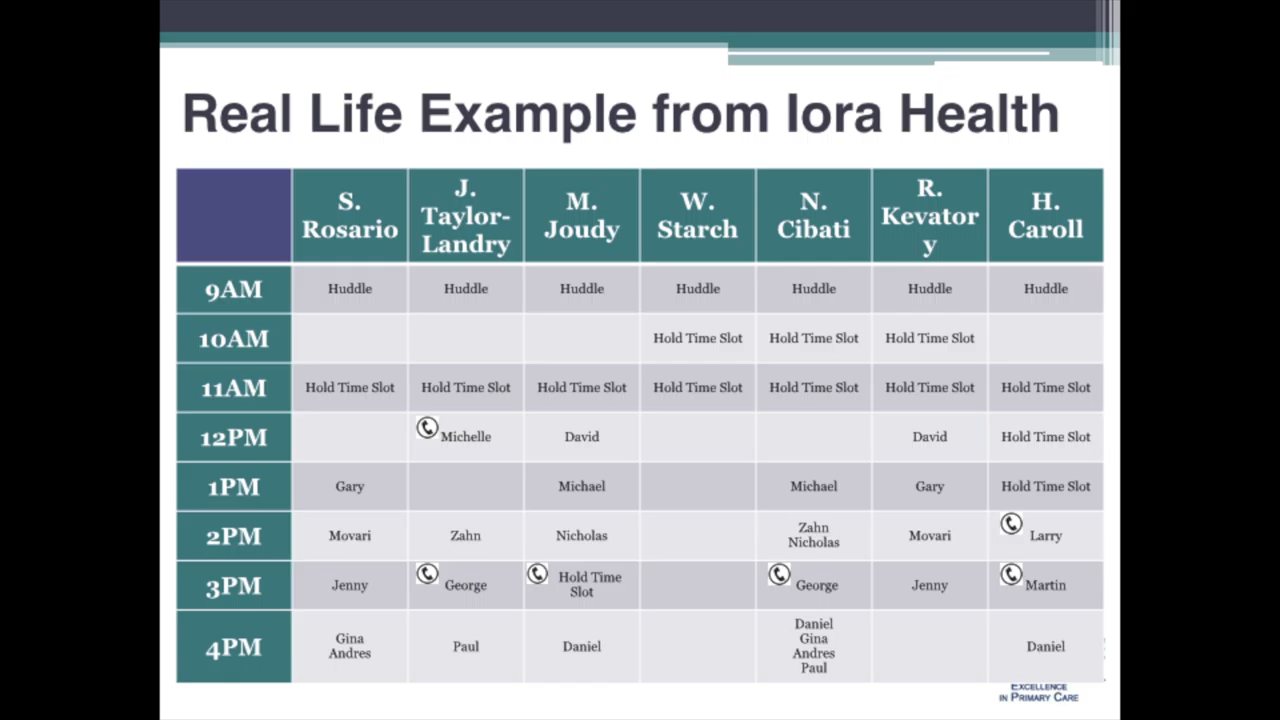 Real Life Example from Iora Health
S. Rosario
J. Taylor-Landry
M. Joudy
W. Starch
N. Cibati
R. Kevatory
H. Caroll
9AM Huddle Huddle Huddle Huddle Huddle Huddle Huddle
10AM Hold Time Slot Hold Time Slot Hold Time Slot
11AM Hold Time Slot Hold Time Slot Hold Time Slot Hold Time Slot Hold Time Slot Hold Time Slot Hold Time Slot
12PM Michelle David David Hold Time Slot
1PM Gary Michael Michael Gary Hold Time Slot
2PM Movari Zahn Nicholas Zahn Nicholas Movari Larry
3PM Jenny George Hold Time Slot George Jenny Martin
4PM Gina Andres Paul Daniel Daniel Gina Andres Paul Daniel
EXCELLENCE
IN PRIMARY CARE